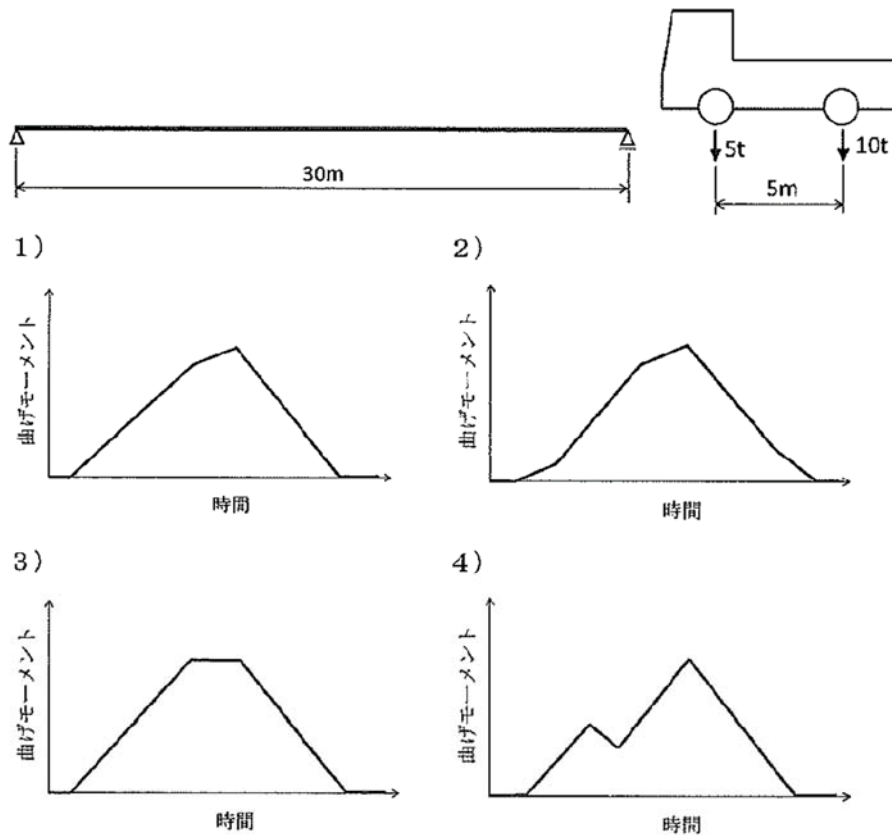 5t
10t
30m
5m
1)
2)
曲げモーメント
時間
曲げモーメント
時間
3)
4)
曲げモーメント
時間
曲げモーメント
時間